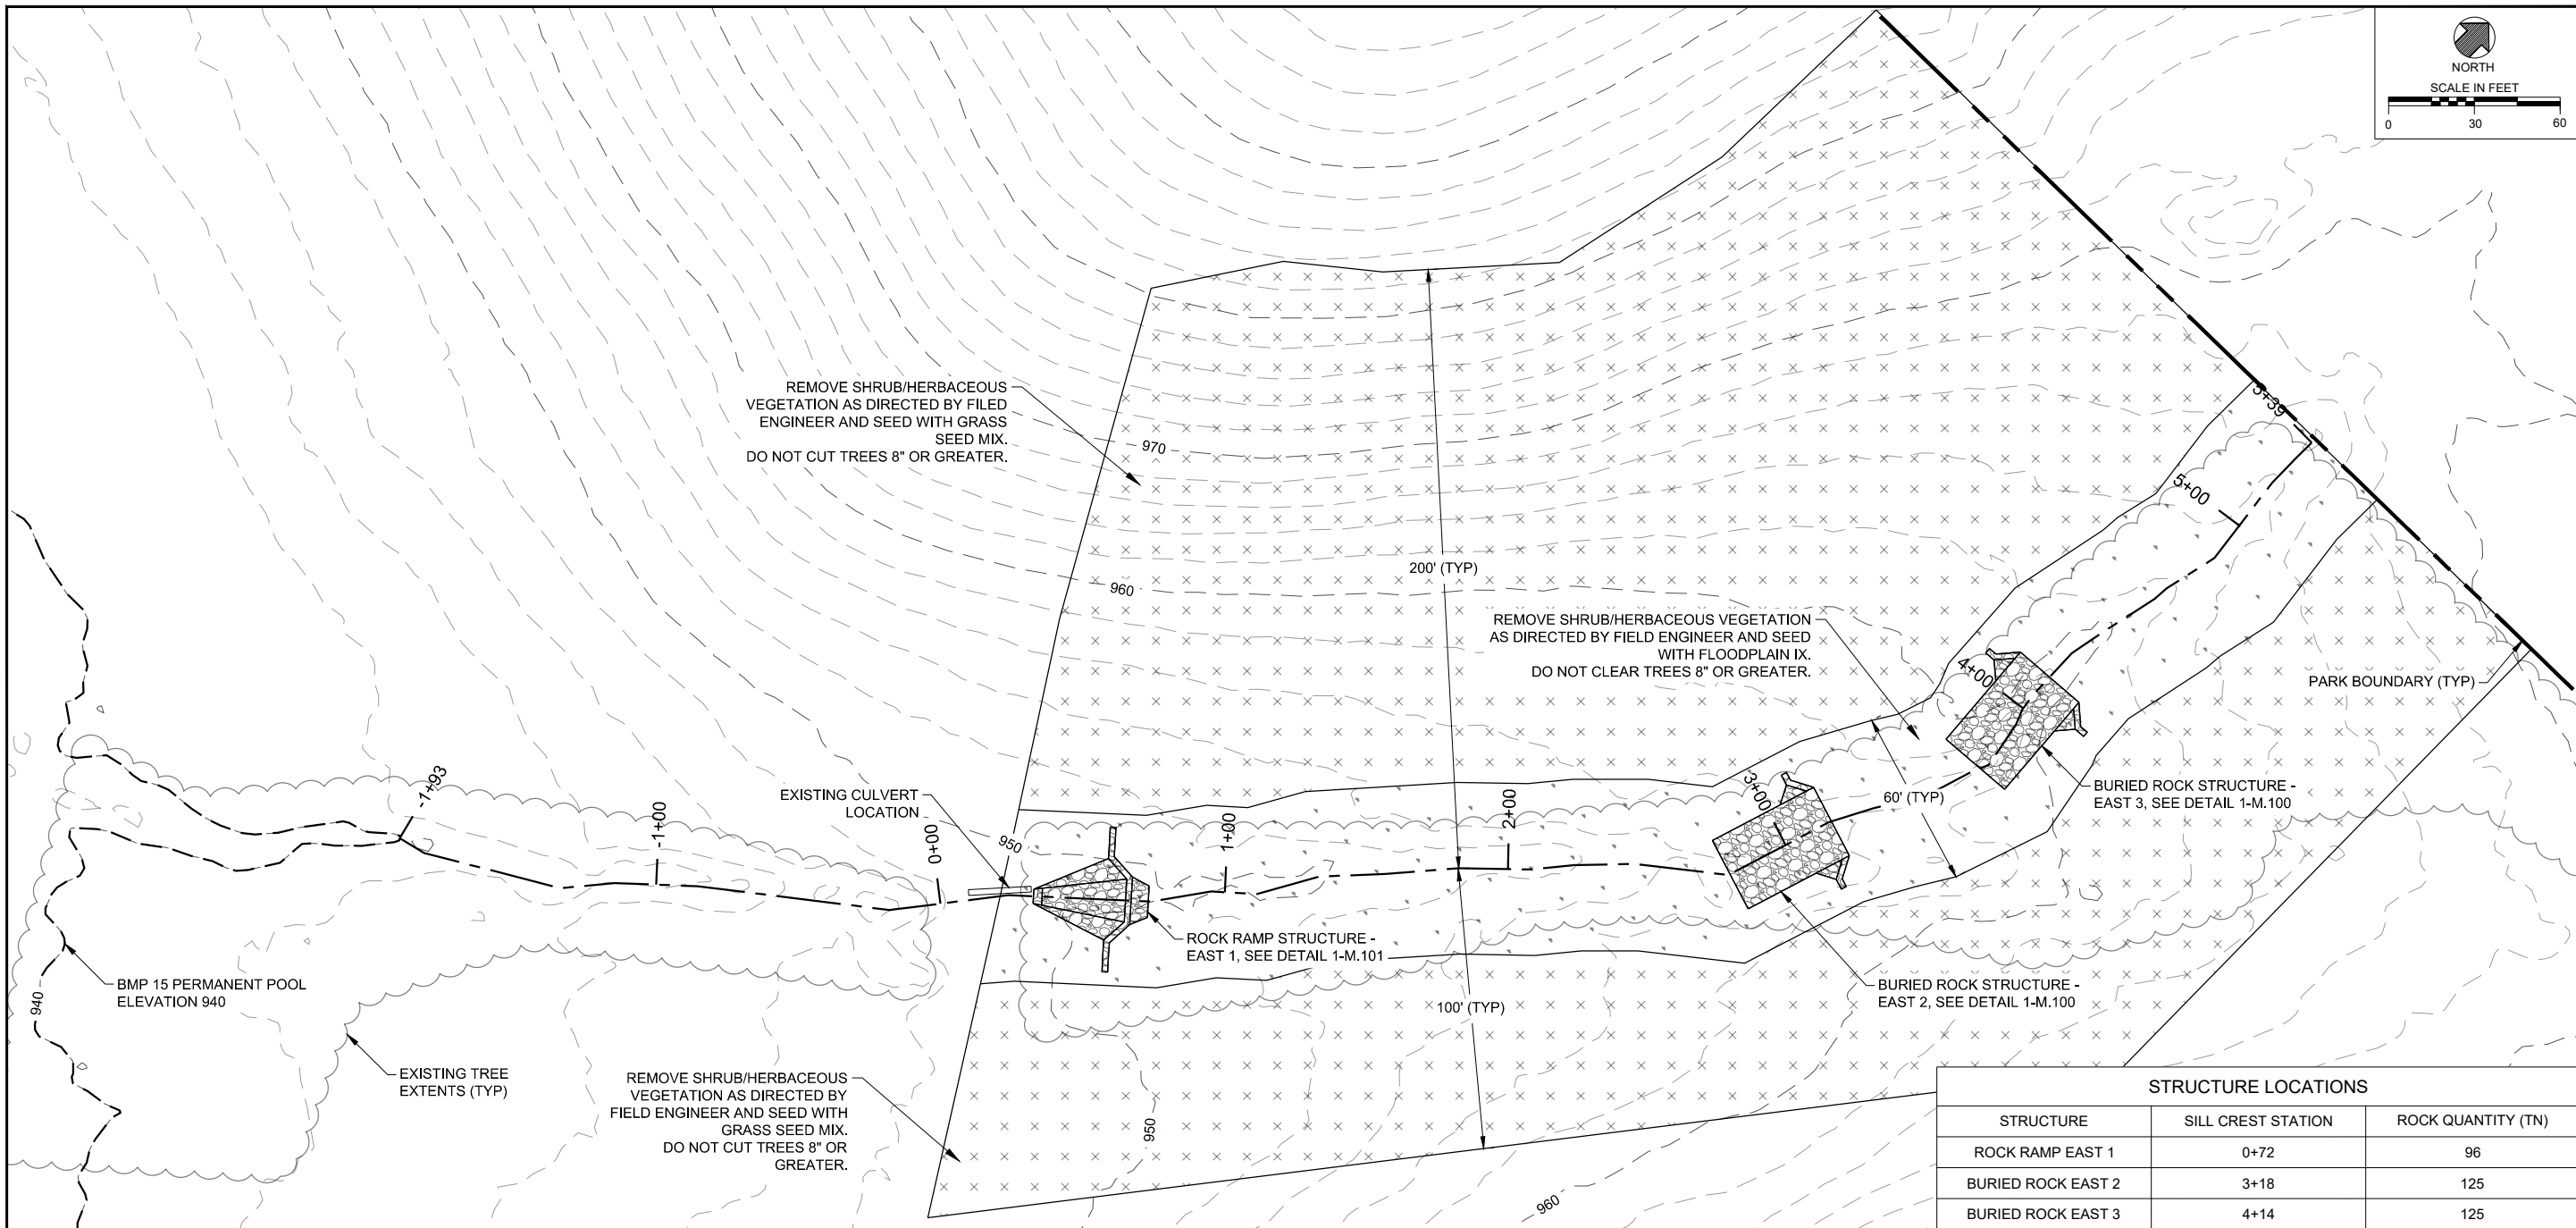 NORTH
SCALE IN FEET
0 30 60
REMOVE SHRUB/HERBACEOUS
VEGETATION AS DIRECTED BY FILED
ENGINEER AND SEED WITH GRASS
SEED MIX.
DO NOT CUT TREES 8" OR GREATER.
970
960
200' (TYP)
5+39
5+00
REMOVE SHRUB/HERBACEOUS VEGETATION
AS DIRECTED BY FIELD ENGINEER AND SEED
WITH FLOODPLAIN IX.
DO NOT CLEAR TREES 8" OR GREATER.
4+00
PARK BOUNDARY (TYP)
-1+93
-1+00
EXISTING CULVERT
LOCATION
0+00
950
1+00
2+00
3+00
60' (TYP)
BURIED ROCK STRUCTURE -
EAST 3, SEE DETAIL 1-M.100
ROCK RAMP STRUCTURE -
EAST 1, SEE DETAIL 1-M.101
BMP 15 PERMANENT POOL
ELEVATION 940
940
100' (TYP)
BURIED ROCK STRUCTURE -
EAST 2, SEE DETAIL 1-M.100
EXISTING TREE
EXTENTS (TYP)
REMOVE SHRUB/HERBACEOUS
VEGETATION AS DIRECTED BY
FIELD ENGINEER AND SEED WITH
GRASS SEED MIX.
DO NOT CUT TREES 8" OR
GREATER.
950
960
STRUCTURE LOCATIONS
STRUCTURE SILL CREST STATION ROCK QUANTITY (TN)
ROCK RAMP EAST 1 0+72 96
BURIED ROCK EAST 2 3+18 125
BURIED ROCK EAST 3 4+14 125